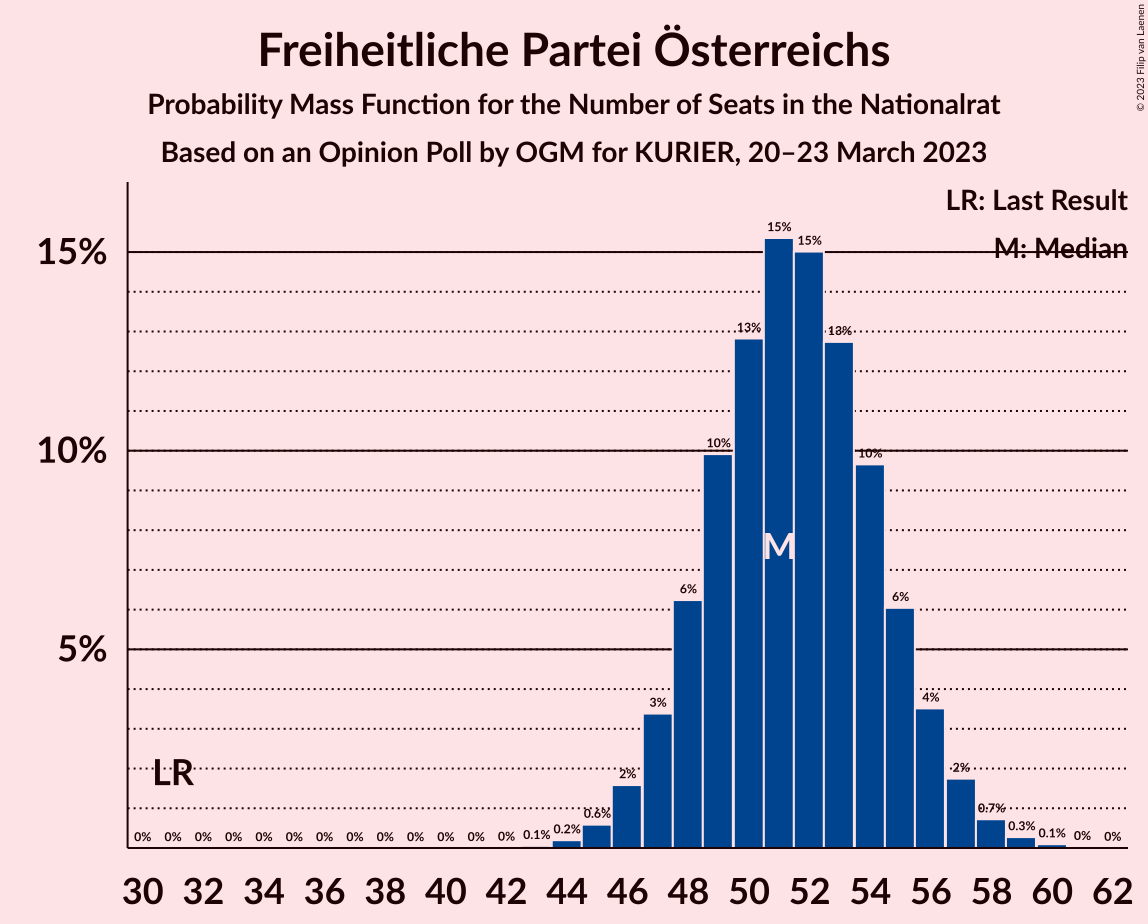 Freiheitliche Partei Österreichs
Probability Mass Function for the Number of Seats in the Nationalrat
Based on an Opinion Poll by OGM for KURIER, 20–23 March 2023
© 2023 Filip van Laenen
LR: Last Result
M: Median
15%
10%
5%
0% 0% 0% 0% 0% 0% 0% 0% 0% 0% 0% 0% 0% 0.1% 0.2% 0.6% 2% 3% 6% 10% 13% 15% 15% 13% 10% 6% 4% 2% 0.7% 0.3% 0.1% 0% 0%
M
LR
30 32 34 36 38 40 42 44 46 48 50 52 54 56 58 60 62